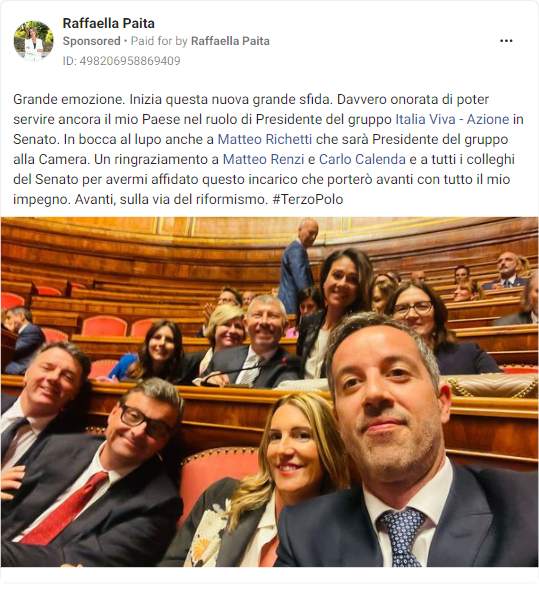 Raffaella Paita
Sponsored • Paid for by Raffaella Paita
ID: 498206958869409
Grande emozione. Inizia questa nuova grande sfida. Davvero onorata di poter
servire ancora il mio Paese nel ruolo di Presidente del gruppo Italia Viva - Azione in
Senato. In bocca al lupo anche a Matteo Richetti che sarà Presidente del gruppo
alla Camera. Un ringraziamento a Matteo Renzi e Carlo Calenda e a tutti i colleghi
del Senato per avermi affidato questo incarico che porterò avanti con tutto il mio
impegno. Avanti, sulla via del riformismo. #TerzoPolo